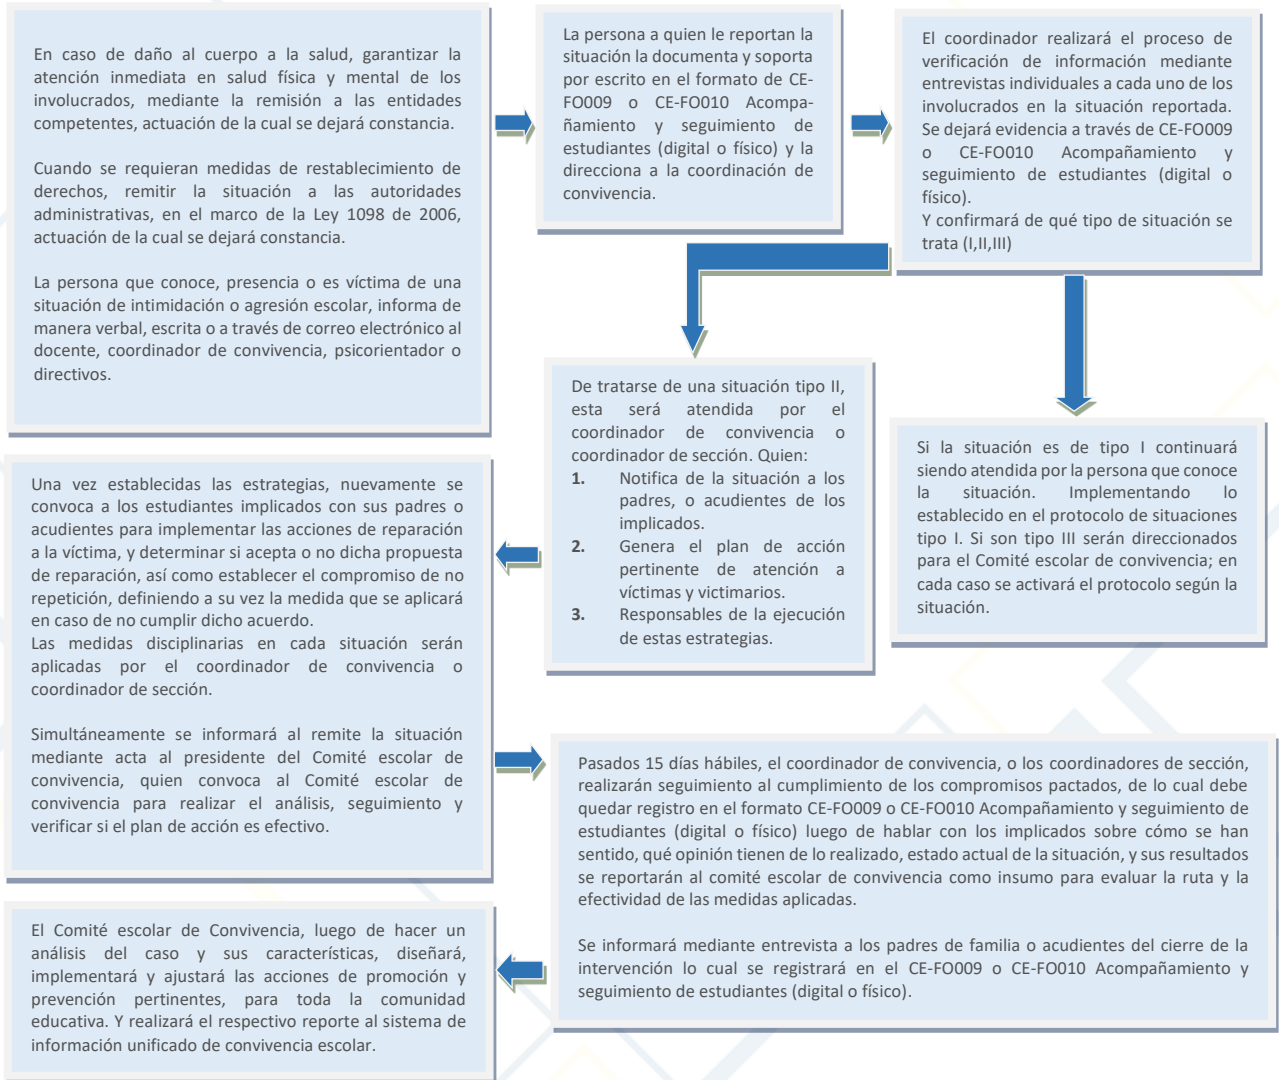 En caso de daño al cuerpo a la salud, garantizar la
atención inmediata en salud física y mental de los
involucrados, mediante la remisión a las entidades
competentes, actuación de la cual se dejará constancia.
Cuando se requieran medidas de restablecimiento de
derechos, remitir la situación a las autoridades
administrativas, en el marco de la Ley 1098 de 2006,
actuación de la cual se dejará constancia.
La persona que conoce, presencia o es víctima de una
situación de intimidación o agresión escolar, informa de
manera verbal, escrita o a través de correo electrónico al
docente, coordinador de convivencia, psicorientador o
directivos.
La persona a quien le reportan la
situación la documenta y soporta
por escrito en el formato de CE-
FO009 o CE-FO010 Acompa-
ñamiento y seguimiento de
estudiantes (digital o físico) y la
direcciona a la coordinación de
convivencia.
El coordinador realizará el proceso de
verificación de información mediante
entrevistas individuales a cada uno de los
involucrados en la situación reportada.
Se dejará evidencia a través de CE-FO009
o CE-FO010 Acompañamiento y
seguimiento de estudiantes (digital o
físico).
Y confirmará de qué tipo de situación se
trata (I,II,III)
De tratarse de una situación tipo II,
esta será atendida por el
coordinador de convivencia o
coordinador de sección. Quien:
1. Notifica de la situación a los
padres, o acudientes de los
implicados.
2. Genera el plan de acción
pertinente de atención a
víctimas y victimarios.
3. Responsables de la ejecución
de estas estrategias.
Si la situación es de tipo I continuará
siendo atendida por la persona que conoce
la situación. Implementando lo
establecido en el protocolo de situaciones
tipo I. Si son tipo III serán direccionados
para el Comité escolar de convivencia; en
cada caso se activará el protocolo según la
situación.
Una vez establecidas las estrategias, nuevamente se
convoca a los estudiantes implicados con sus padres o
acudientes para implementar las acciones de reparación
a la víctima, y determinar si acepta o no dicha propuesta
de reparación, así como establecer el compromiso de no
repetición, definiendo a su vez la medida que se aplicará
en caso de no cumplir dicho acuerdo.
Las medidas disciplinarias en cada situación serán
aplicadas por el coordinador de convivencia o
coordinador de sección.
Simultáneamente se informará al remite la situación
mediante acta al presidente del Comité escolar de
convivencia, quien convoca al Comité escolar de
convivencia para realizar el análisis, seguimiento y
verificar si el plan de acción es efectivo.
Pasados 15 días hábiles, el coordinador de convivencia, o los coordinadores de sección,
realizarán seguimiento al cumplimiento de los compromisos pactados, de lo cual debe
quedar registro en el formato CE-FO009 o CE-FO010 Acompañamiento y seguimiento de
estudiantes (digital o físico) luego de hablar con los implicados sobre cómo se han
sentido, qué opinión tienen de lo realizado, estado actual de la situación, y sus resultados
se reportarán al comité escolar de convivencia como insumo para evaluar la ruta y la
efectividad de las medidas aplicadas.
Se informará mediante entrevista a los padres de familia o acudientes del cierre de la
intervención lo cual se registrará en el CE-FO009 o CE-FO010 Acompañamiento y
seguimiento de estudiantes (digital o físico).
El Comité escolar de Convivencia, luego de hacer un
análisis del caso y sus características, diseñará,
implementará y ajustará las acciones de promoción y
prevención pertinentes, para toda la comunidad
educativa. Y realizará el respectivo reporte al sistema de
información unificado de convivencia escolar.